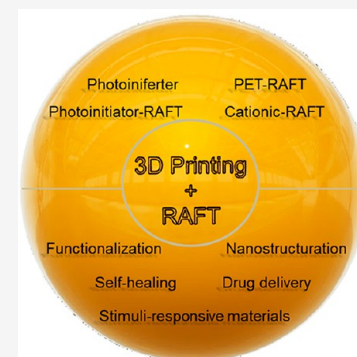 Photoiniferter PET-RAFT
Photoinitiator-RAFT Cationic-RAFT
3D Printing
+
RAFT
Functionalization Nanostructuration
Self-healing Drug delivery
Stimuli-responsive materials